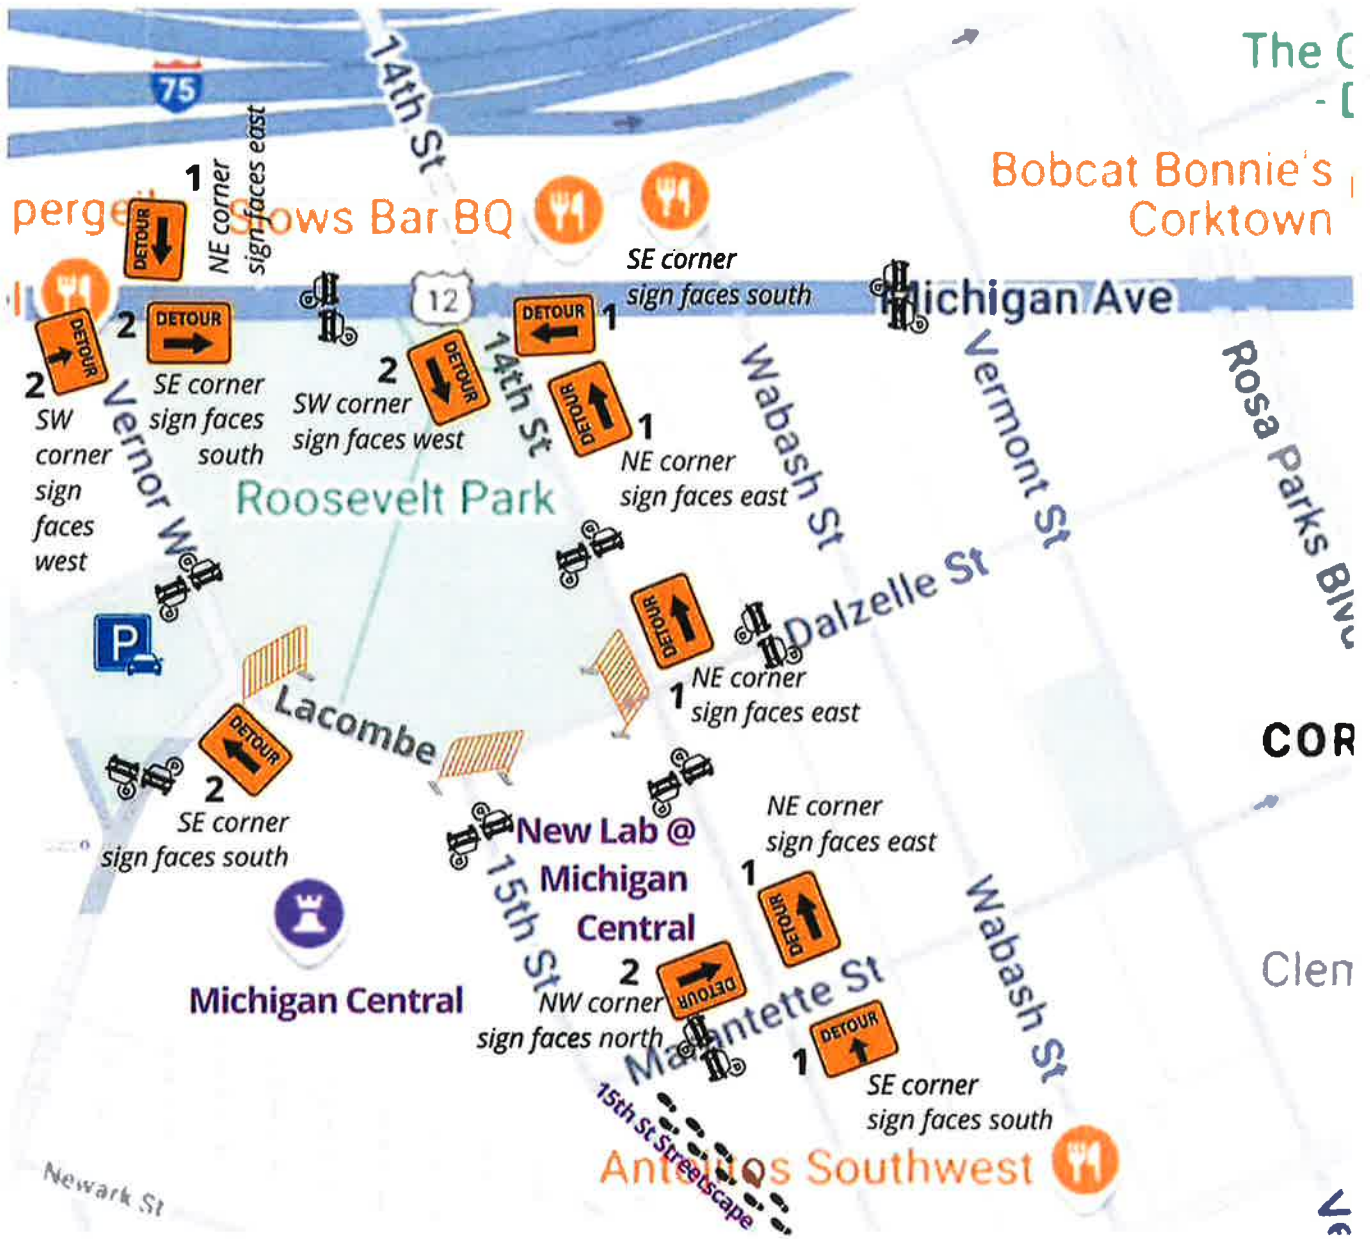 The
14th St
75
1
NE corner
sign faces east
DETOUR
Slows Bar BQ
Bobcat Bonnie's
Corktown
SE corner
sign faces south
12
Michigan Ave
DETOUR
1
2
DETOUR
DETOUR
2
SW
corner
sign
faces
west
SE corner
sign faces
south
2
DETOUR
SW corner
sign faces west
14th St
DETOUR
1
NE corner
sign faces east
Vernor W
Wabash St
Vermont St
Rosa Parks Blvd
Roosevelt Park
Dalzelle St
P
DETOUR
1
NE corner
sign faces east
Lacombe
DETOUR
2
SE corner
sign faces south
COR
New Lab @
Michigan
Central
NE corner
sign faces east
1
DETOUR
15th St
Wabash St
Michigan Central
2
DETOUR
NW corner
sign faces north
Marantette St
DETOUR
1
SE corner
sign faces south
Clem
15th St Streetscape
Antojitos Southwest
Newark St